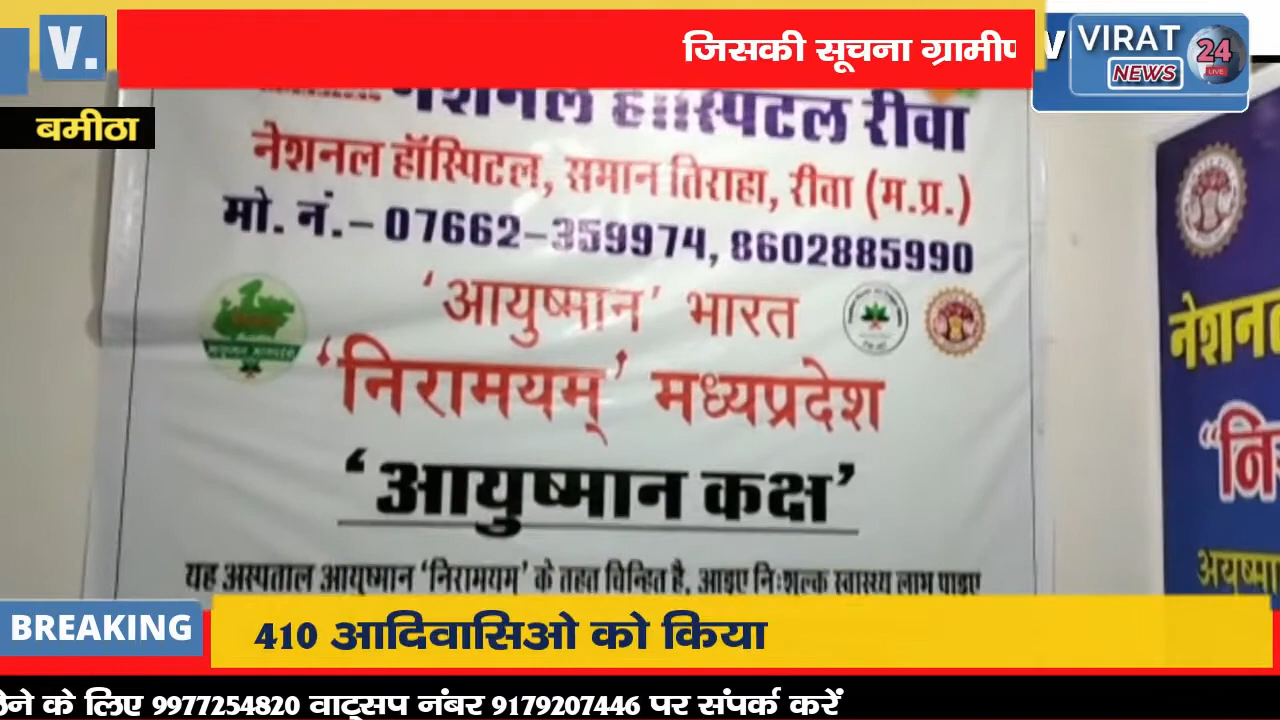 V.
जिसकी सूचना
VIRAT
24
LIVE
NEWS
बमीठा
नेशनल हॉस्पिटल रीवा
नेशनल हॉस्पिटल, समान तिराहा, रीवा (म.प्र.)
मो. नं.- 07662-359974, 8602885990
'आयुष्मान' भारत
'निरामयम्' मध्यप्रदेश
'आयुष्मान कक्ष'
यह अस्पताल आयुष्मान 'निरामयम' के तहत चिन्हित है, आइए निःशुल्क स्वास्थ्य लाभ पाइए
BREAKING
410 आदिवासिओ को किया
के लिए 9977254820 वाट्सप नंबर 9179207446 पर संपर्क करें